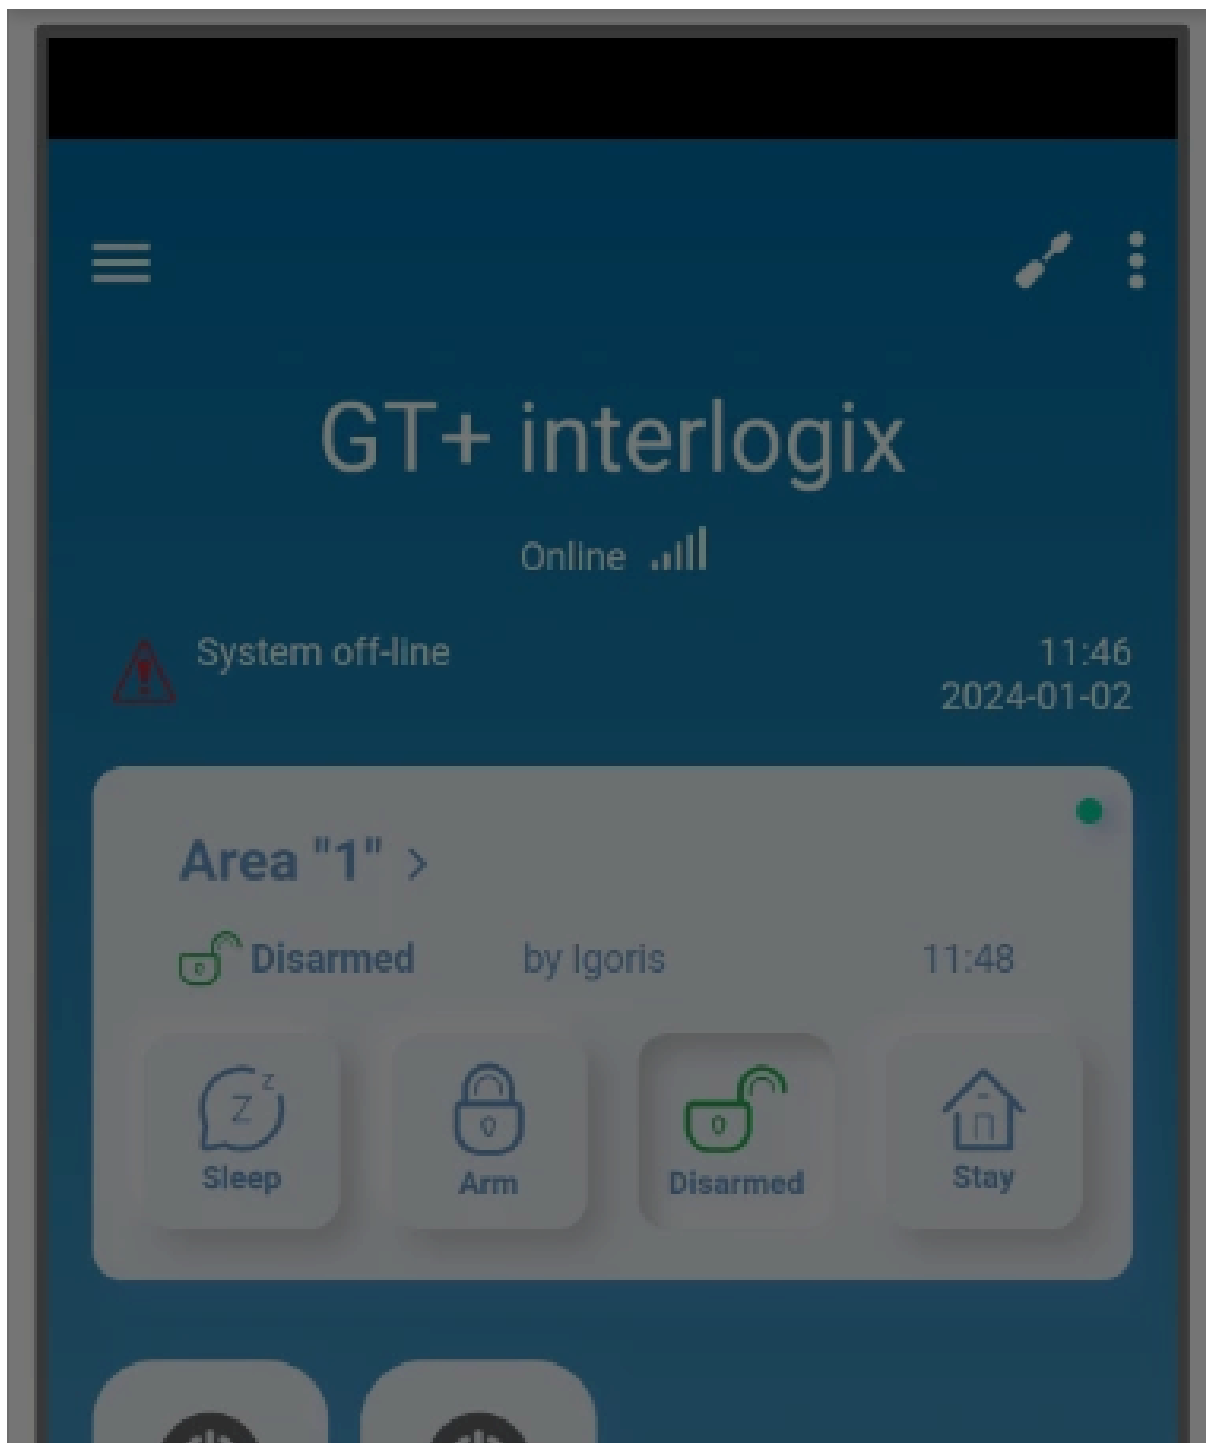 GT+ interlogix
Online
System off-line 11:46
2024-01-02
Area "1" >
Disarmed by Igoris 11:48
z
Z
Sleep Arm Disarmed Stay